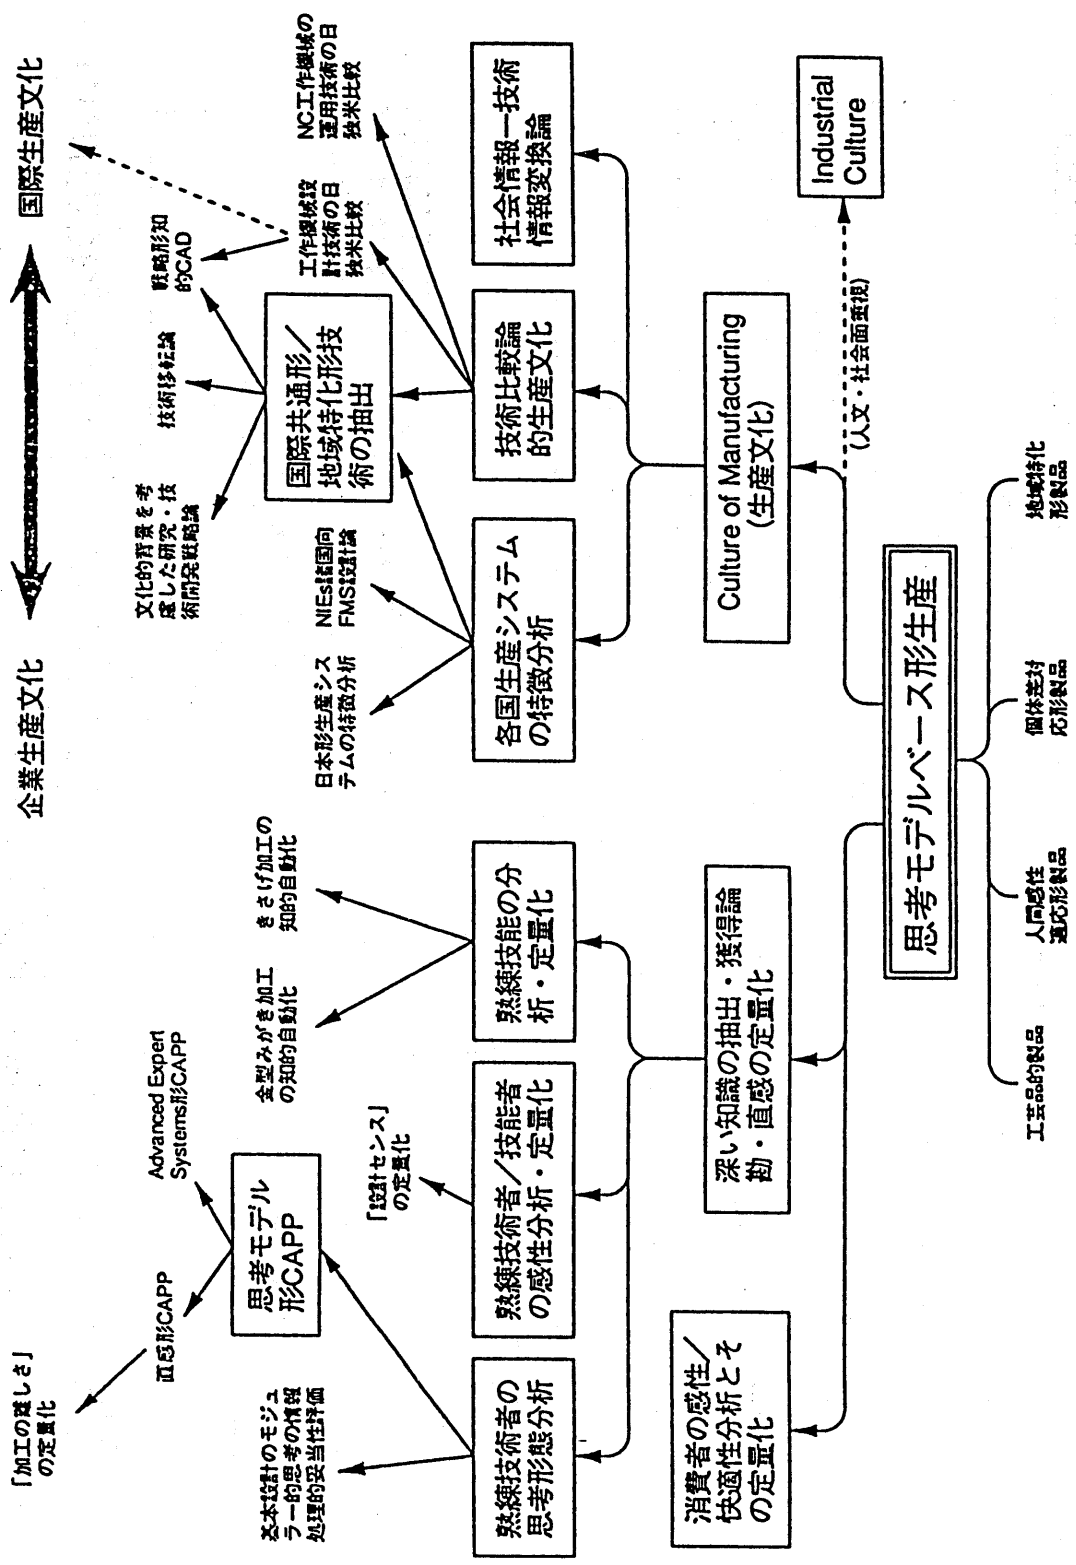 「加工の難しさ」
の定量化
直感形CAPP
Advanced Expert
Systems形CAPP
思考モデル
形CAPP
基本設計のモジュ
ラー的思考の情報
処理的妥当性評価
「設計センス」
の定量化
金型みがき加工
の知的自動化
きさげ加工の
知的自動化
企業生産文化
国際生産文化
文化的背景を考
慮した研究・技
術開発戦略論
技術移転論
戦略形知
的CAD
国際共通形／
地域特化形技
術の抽出
日本形生産シス
テムの特徴分析
NIEs諸国向
FMS設計論
工作機械設
計技術の日
独米比較
NC工作機械の
運用技術の日
独米比較
熟練技術者の
思考形態分析
熟練技術者／技能者
の感性分析・定量化
熟練技能の分
析・定量化
各国生産システム
の特徴分析
技術比較論
的生産文化
社会情報ー技術
情報変換論
消費者の感性／
快適性分析とそ
の定量化
深い知識の抽出・獲得論
勘・直感の定量化
Culture of Manufacturing
(生産文化)
(人文・社会面重視)
Industrial
Culture
思考モデルベース形生産
工芸品的製品
人間感性
適応形製品
個体差対
応形製品
地域特化
形製品